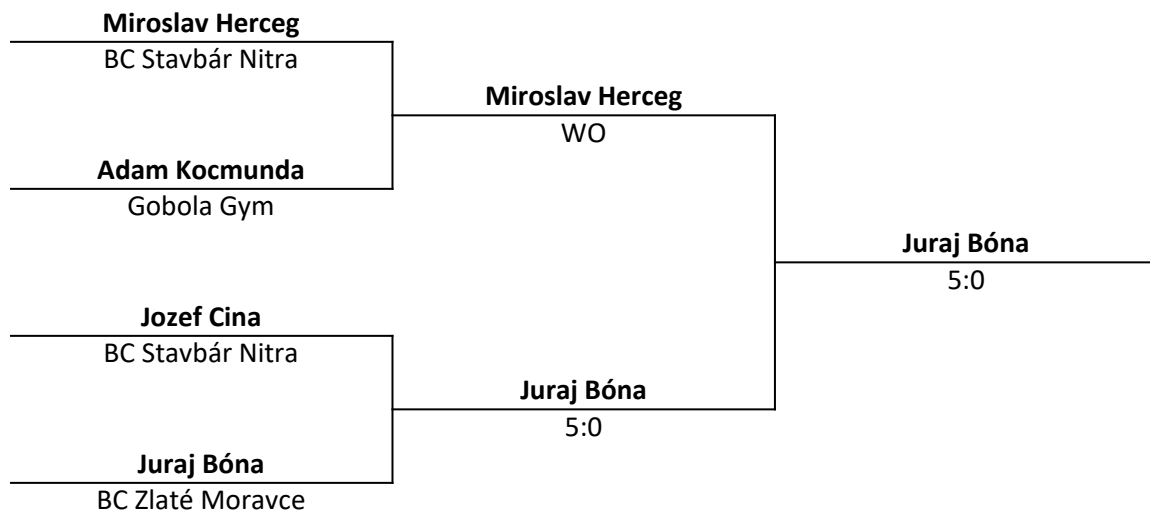 Miroslav Herceg
BC Stavbár Nitra
Miroslav Herceg
WO
Adam Kocmunda
Gobola Gym
Juraj Bóna
5:0
Jozef Cina
BC Stavbár Nitra
Juraj Bóna
5:0
Juraj Bóna
BC Zlaté Moravce